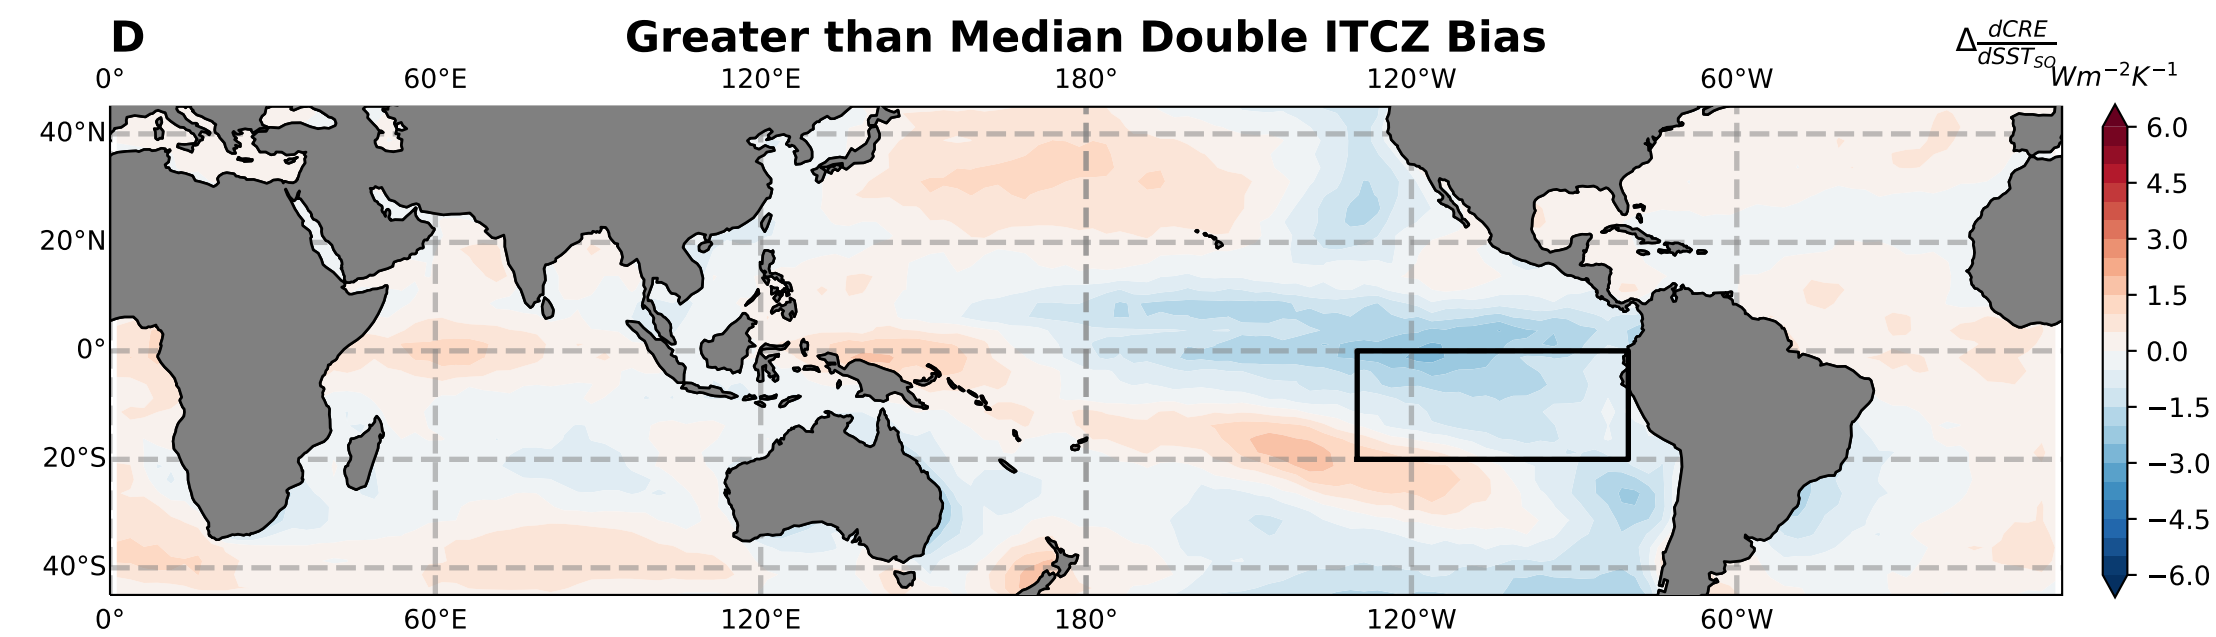 D Greater than Median Double ITCZ Bias Δ dCRE/dSST_SO
Wm⁻²K⁻¹
0° 60°E 120°E 180° 120°W 60°W
40°N
20°N
0°
20°S
40°S
0° 60°E 120°E 180° 120°W 60°W
6.0
4.5
3.0
1.5
0.0
−1.5
−3.0
−4.5
−6.0